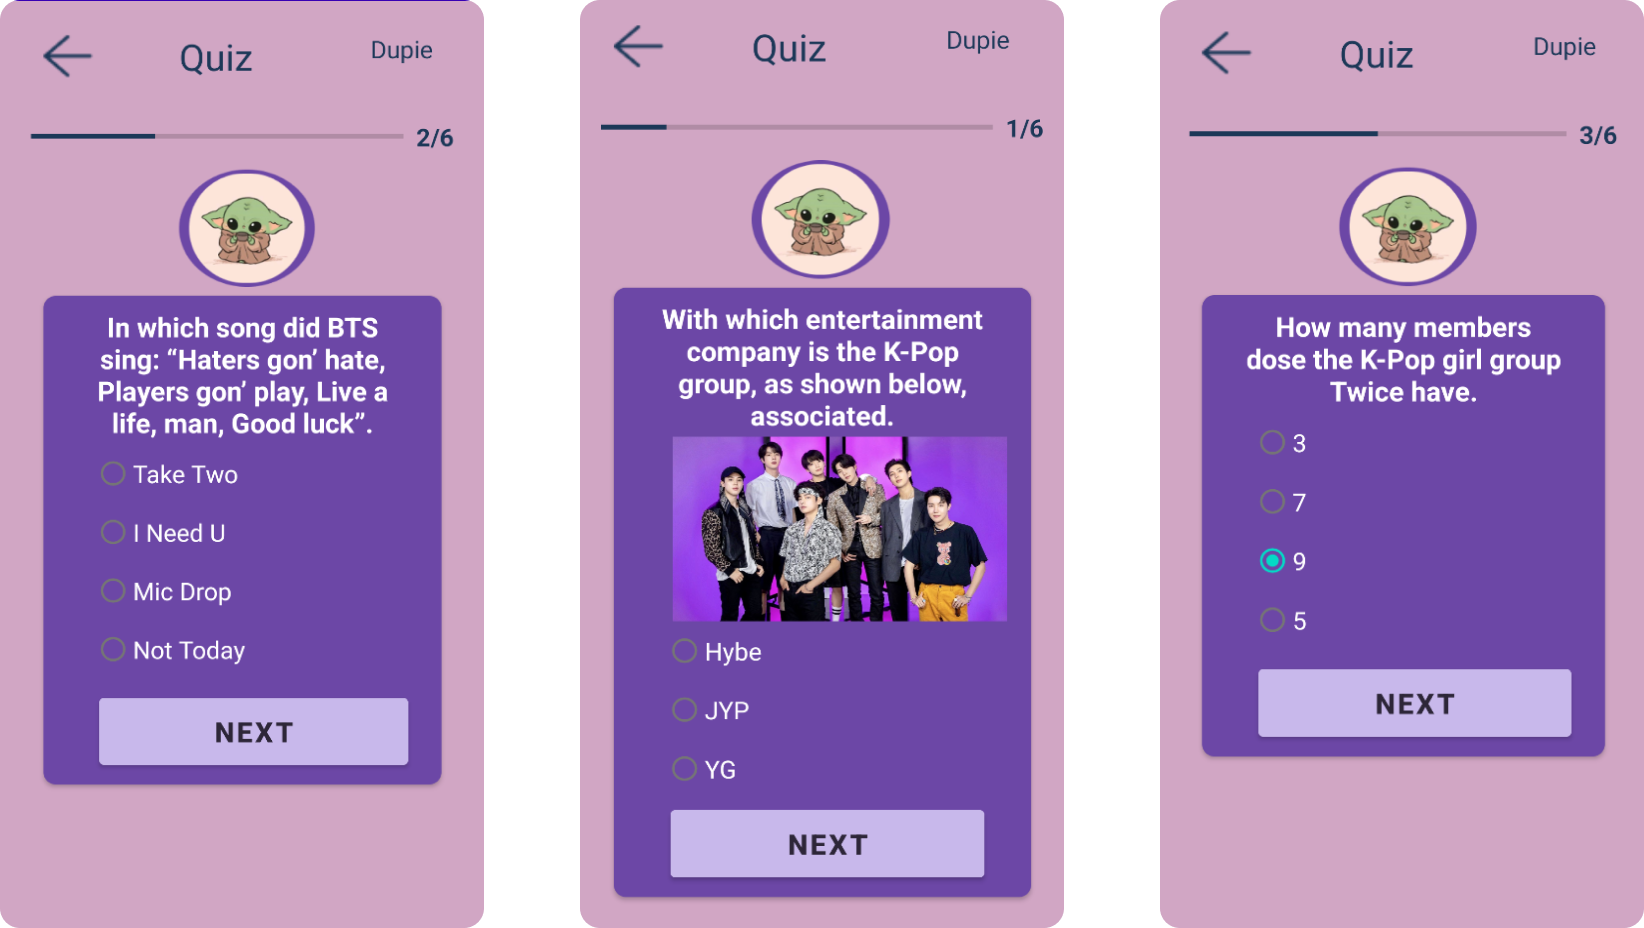 Quiz
Dupie
2/6
In which song did BTS
sing: “Haters gon’ hate,
Players gon’ play, Live a
life, man, Good luck”.
Take Two
I Need U
Mic Drop
Not Today
NEXT
Quiz
Dupie
1/6
With which entertainment
company is the K-Pop
group, as shown below,
associated.
Hybe
JYP
YG
NEXT
Quiz
Dupie
3/6
How many members
dose the K-Pop girl group
Twice have.
3
7
9
5
NEXT